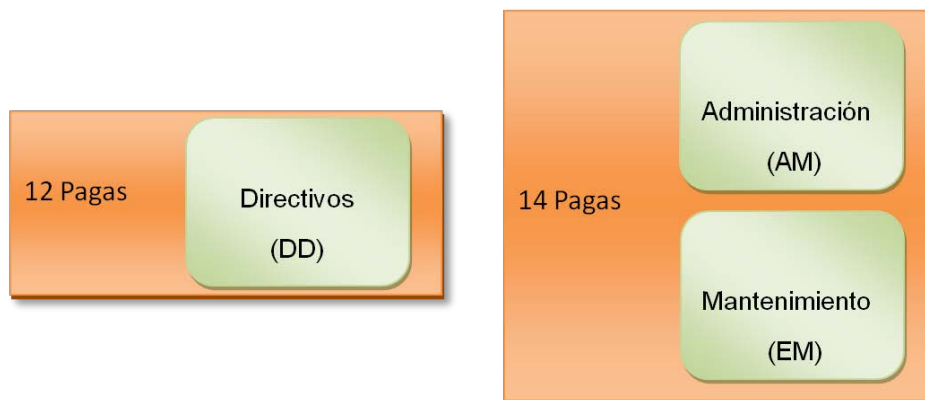 12 Pagas
Directivos
(DD)
14 Pagas
Administración
(AM)
Mantenimiento
(EM)